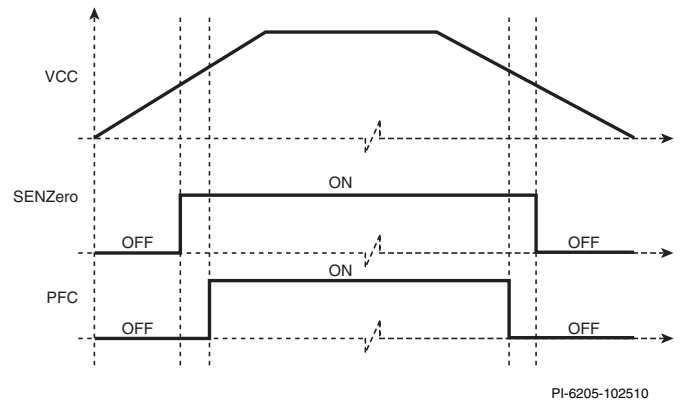 VCC
SENZero
ON
OFF
OFF
PFC
ON
OFF
OFF
PI-6205-102510